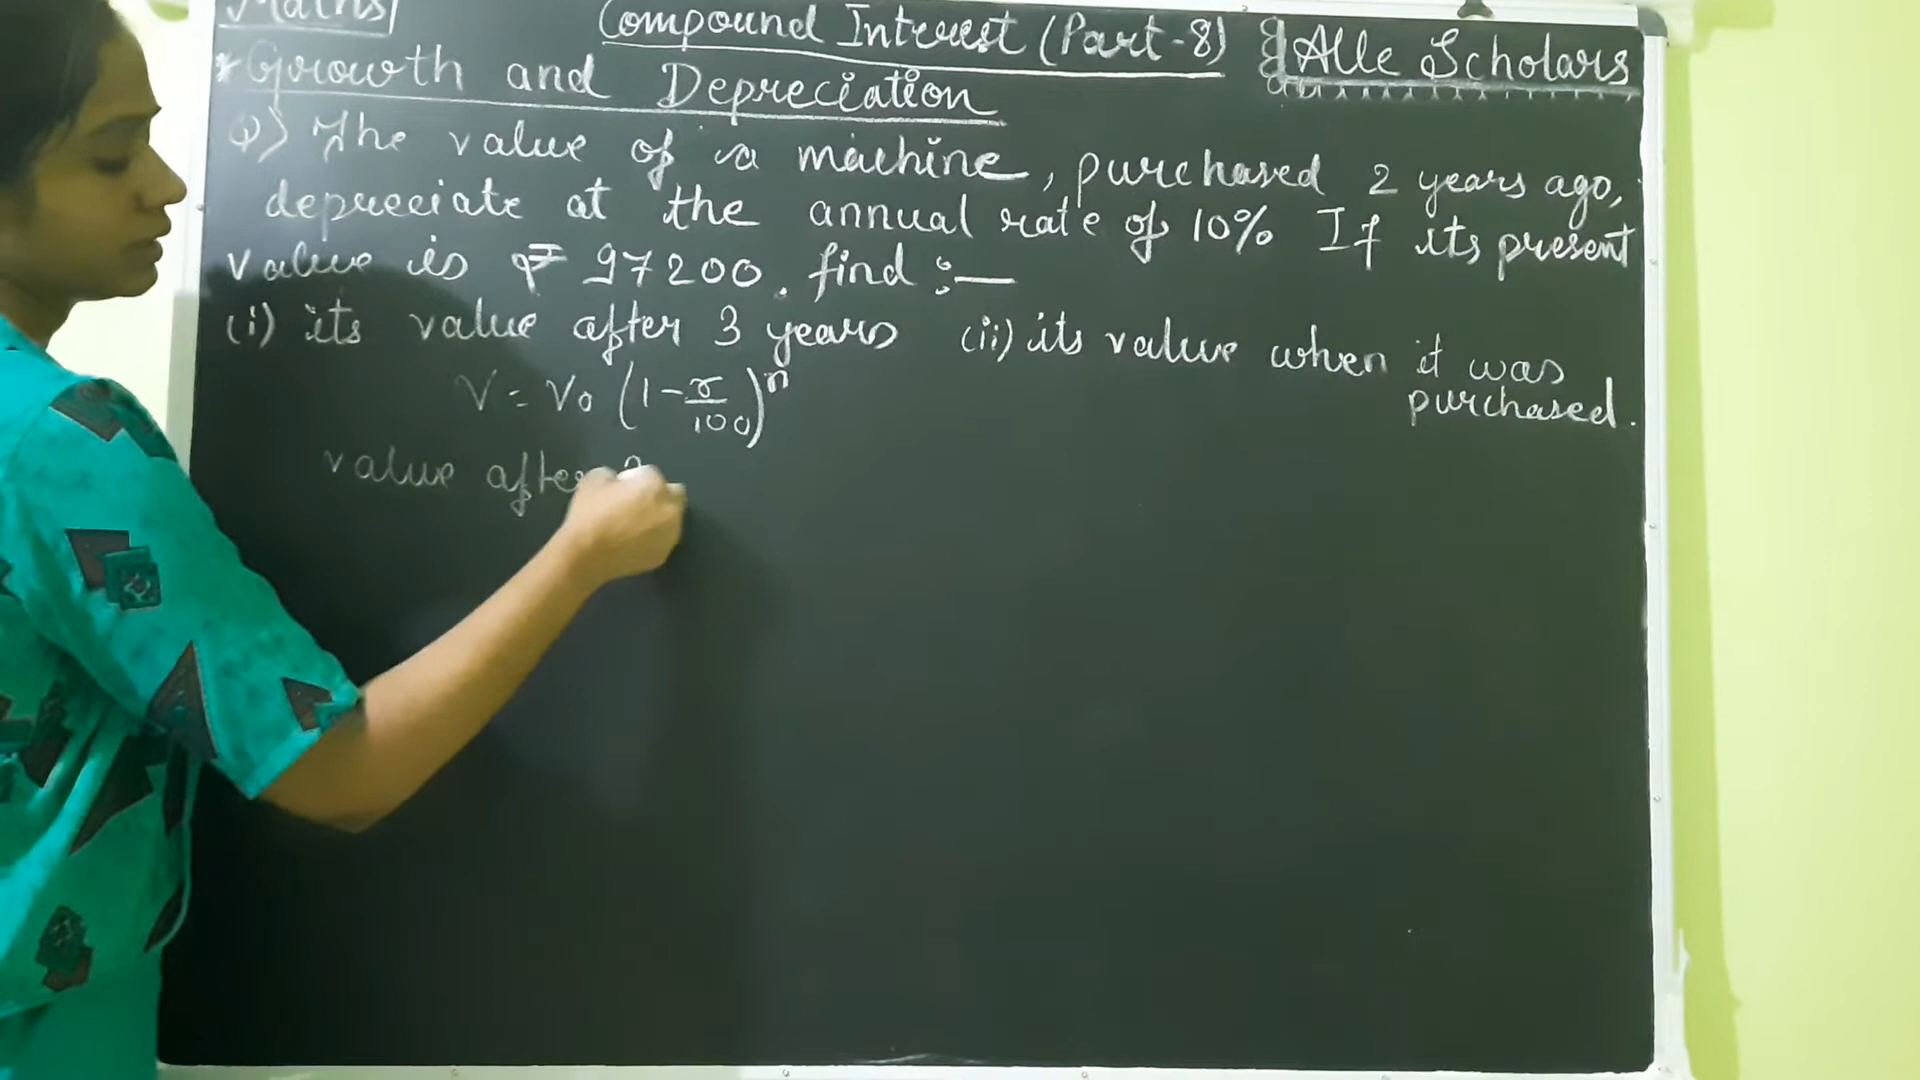 Maths
Compound Interest (Part-8)
Alle Scholars
*Growth and Depreciation
Q) The value of a machine, purchased 2 years ago,
depreciate at the annual rate of 10% If its present
value is ₹ 97200. find :—
(i) its value after 3 years (ii) its value when it was
purchased.
V = V0 (1 - r/100)^n
value after